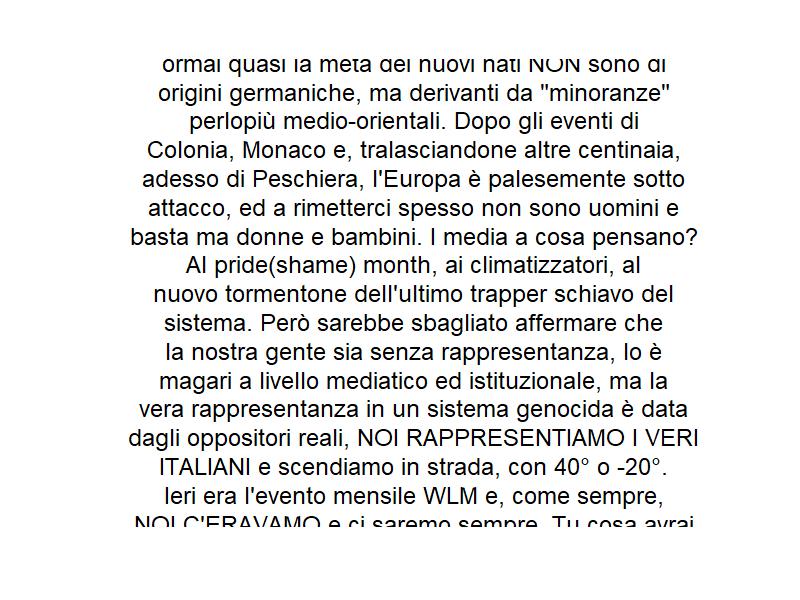 ormai quasi la metà dei nuovi nati NON sono di
origini germaniche, ma derivanti da "minoranze"
perlopiù medio-orientali. Dopo gli eventi di
Colonia, Monaco e, tralasciandone altre centinaia,
adesso di Peschiera, l'Europa è palesemente sotto
attacco, ed a rimetterci spesso non sono uomini e
basta ma donne e bambini. I media a cosa pensano?
Al pride(shame) month, ai climatizzatori, al
nuovo tormentone dell'ultimo trapper schiavo del
sistema. Però sarebbe sbagliato affermare che
la nostra gente sia senza rappresentanza, lo è
magari a livello mediatico ed istituzionale, ma la
vera rappresentanza in un sistema genocida è data
dagli oppositori reali, NOI RAPPRESENTIAMO I VERI
ITALIANI e scendiamo in strada, con 40° o -20°.
Ieri era l'evento mensile WLM e, come sempre,
NOI C'ERAVAMO e ci saremo sempre. Tu cosa avrai